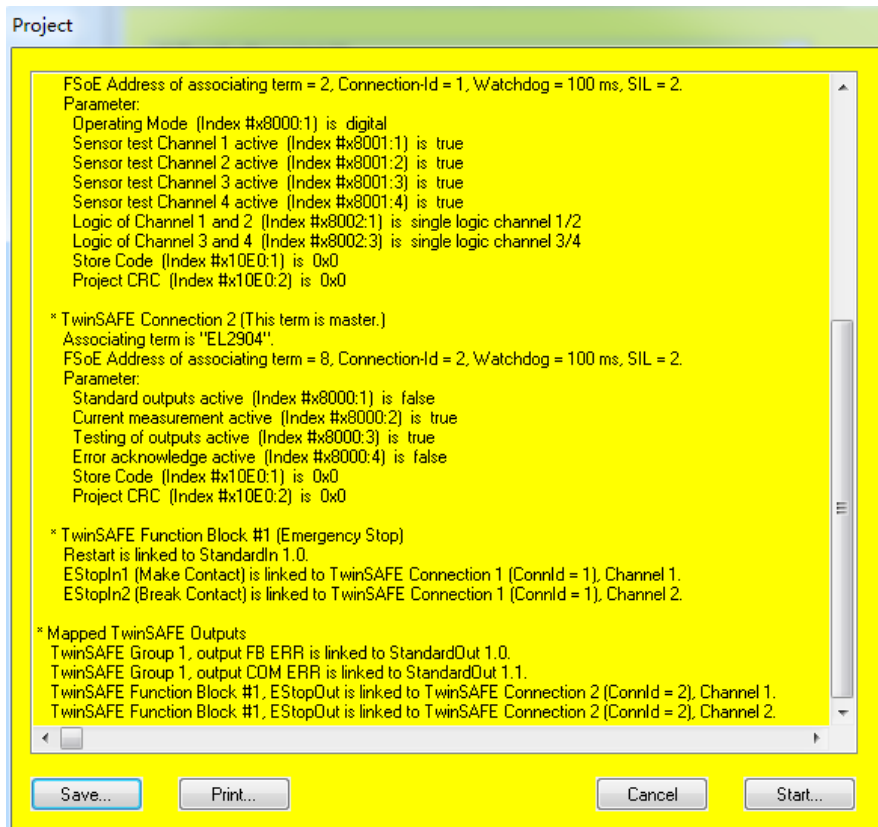 Project
FSoE Address of associating term = 2, Connection-Id = 1, Watchdog = 100 ms, SIL = 2.
Parameter:
Operating Mode (Index #x8000:1) is digital
Sensor test Channel 1 active (Index #x8001:1) is true
Sensor test Channel 2 active (Index #x8001:2) is true
Sensor test Channel 3 active (Index #x8001:3) is true
Sensor test Channel 4 active (Index #x8001:4) is true
Logic of Channel 1 and 2 (Index #x8002:1) is single logic channel 1/2
Logic of Channel 3 and 4 (Index #x8002:3) is single logic channel 3/4
Store Code (Index #x10E0:1) is 0x0
Project CRC (Index #x10E0:2) is 0x0
* TwinSAFE Connection 2 (This term is master.)
Associating term is "EL2904".
FSoE Address of associating term = 8, Connection-Id = 2, Watchdog = 100 ms, SIL = 2.
Parameter:
Standard outputs active (Index #x8000:1) is false
Current measurement active (Index #x8000:2) is true
Testing of outputs active (Index #x8000:3) is true
Error acknowledge active (Index #x8000:4) is false
Store Code (Index #x10E0:1) is 0x0
Project CRC (Index #x10E0:2) is 0x0
* TwinSAFE Function Block #1 (Emergency Stop)
Restart is linked to StandardIn 1.0.
EStopIn1 (Make Contact) is linked to TwinSAFE Connection 1 (ConnId = 1), Channel 1.
EStopIn2 (Break Contact) is linked to TwinSAFE Connection 1 (ConnId = 1), Channel 2.
* Mapped TwinSAFE Outputs
TwinSAFE Group 1, output FB ERR is linked to StandardOut 1.0.
TwinSAFE Group 1, output COM ERR is linked to StandardOut 1.1.
TwinSAFE Function Block #1, EStopOut is linked to TwinSAFE Connection 2 (ConnId = 2), Channel 1.
TwinSAFE Function Block #1, EStopOut is linked to TwinSAFE Connection 2 (ConnId = 2), Channel 2.
Save... Print... Cancel Start...